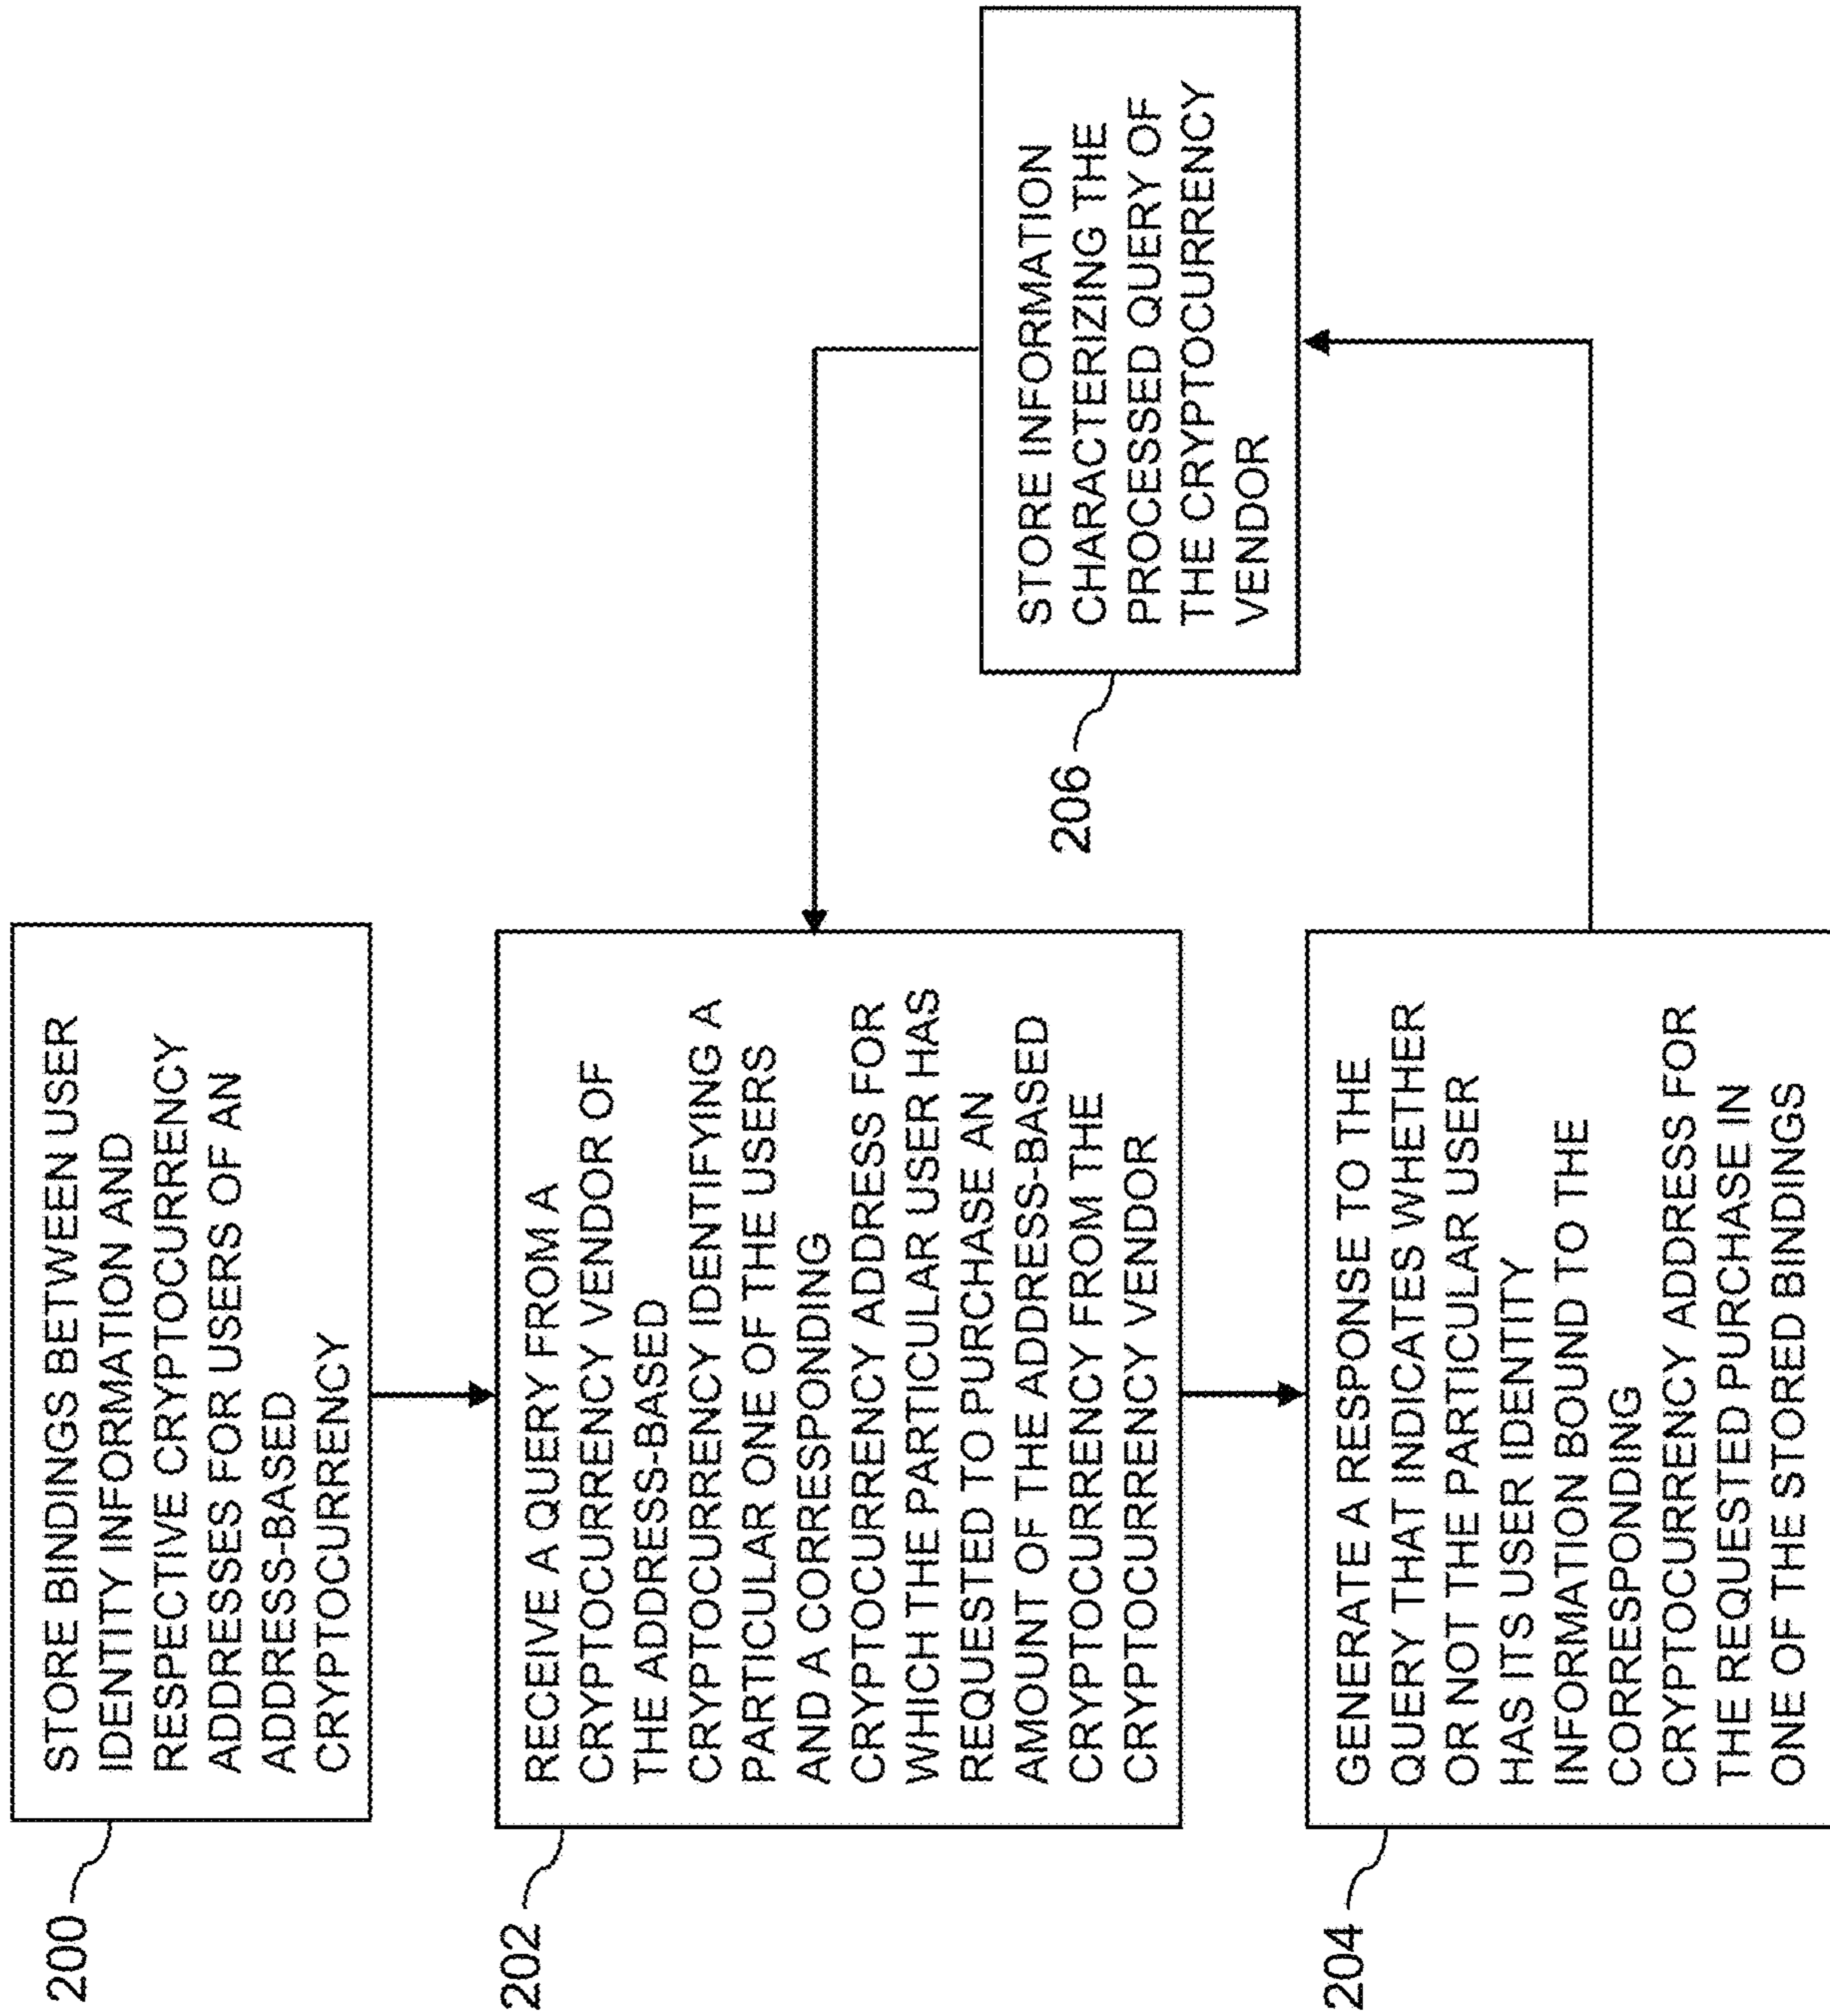 200
STORE BINDINGS BETWEEN USER
IDENTITY INFORMATION AND
RESPECTIVE CRYPTOCURRENCY
ADDRESSES FOR USERS OF AN
ADDRESS-BASED
CRYPTOCURRENCY
202
RECEIVE A QUERY FROM A
CRYPTOCURRENCY VENDOR OF
THE ADDRESS-BASED
CRYPTOCURRENCY IDENTIFYING A
PARTICULAR ONE OF THE USERS
AND A CORRESPONDING
CRYPTOCURRENCY ADDRESS FOR
WHICH THE PARTICULAR USER HAS
REQUESTED TO PURCHASE AN
AMOUNT OF THE ADDRESS-BASED
CRYPTOCURRENCY FROM THE
CRYPTOCURRENCY VENDOR
204
GENERATE A RESPONSE TO THE
QUERY THAT INDICATES WHETHER
OR NOT THE PARTICULAR USER
HAS ITS USER IDENTITY
INFORMATION BOUND TO THE
CORRESPONDING
CRYPTOCURRENCY ADDRESS FOR
THE REQUESTED PURCHASE IN
ONE OF THE STORED BINDINGS
206
STORE INFORMATION
CHARACTERIZING THE
PROCESSED QUERY OF
THE CRYPTOCURRENCY
VENDOR